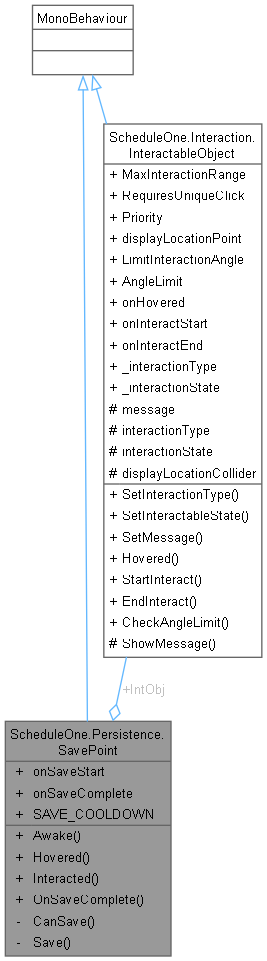 MonoBehaviour
ScheduleOne.Interaction.
InteractableObject
+ MaxInteractionRange
+ RequiresUniqueClick
+ Priority
+ displayLocationPoint
+ LimitInteractionAngle
+ AngleLimit
+ onHovered
+ onInteractStart
+ onInteractEnd
+ _interactionType
+ _interactionState
# message
# interactionType
# interactionState
# displayLocationCollider
+ SetInteractionType()
+ SetInteractableState()
+ SetMessage()
+ Hovered()
+ StartInteract()
+ EndInteract()
+ CheckAngleLimit()
# ShowMessage()
+IntObj
ScheduleOne.Persistence.
SavePoint
+ onSaveStart
+ onSaveComplete
+ SAVE_COOLDOWN
+ Awake()
+ Hovered()
+ Interacted()
+ OnSaveComplete()
- CanSave()
- Save()